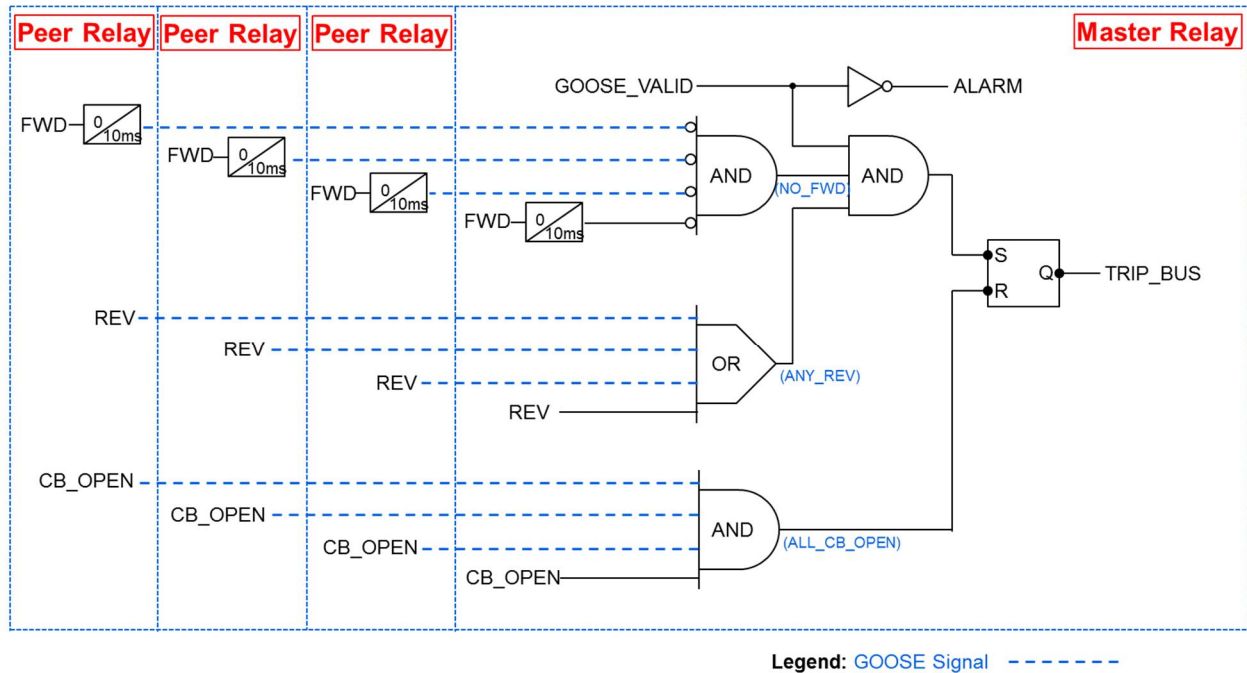 Peer Relay
Peer Relay
Peer Relay
Master Relay
GOOSE_VALID
ALARM
FWD
0
10ms
FWD
0
10ms
FWD
0
10ms
FWD
0
10ms
AND
(NO_FWD)
AND
S
Q
TRIP_BUS
R
REV
REV
REV
REV
OR
(ANY_REV)
CB_OPEN
CB_OPEN
CB_OPEN
CB_OPEN
AND
(ALL_CB_OPEN)
Legend: GOOSE Signal